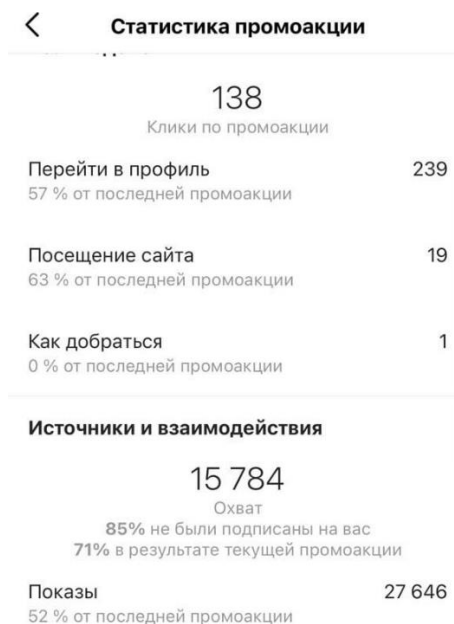 Статистика промоакции
138
Клики по промоакции
Перейти в профиль 239
57 % от последней промоакции
Посещение сайта 19
63 % от последней промоакции
Как добраться 1
0 % от последней промоакции
Источники и взаимодействия
15 784
Охват
85% не были подписаны на вас
71% в результате текущей промоакции
Показы 27 646
52 % от последней промоакции